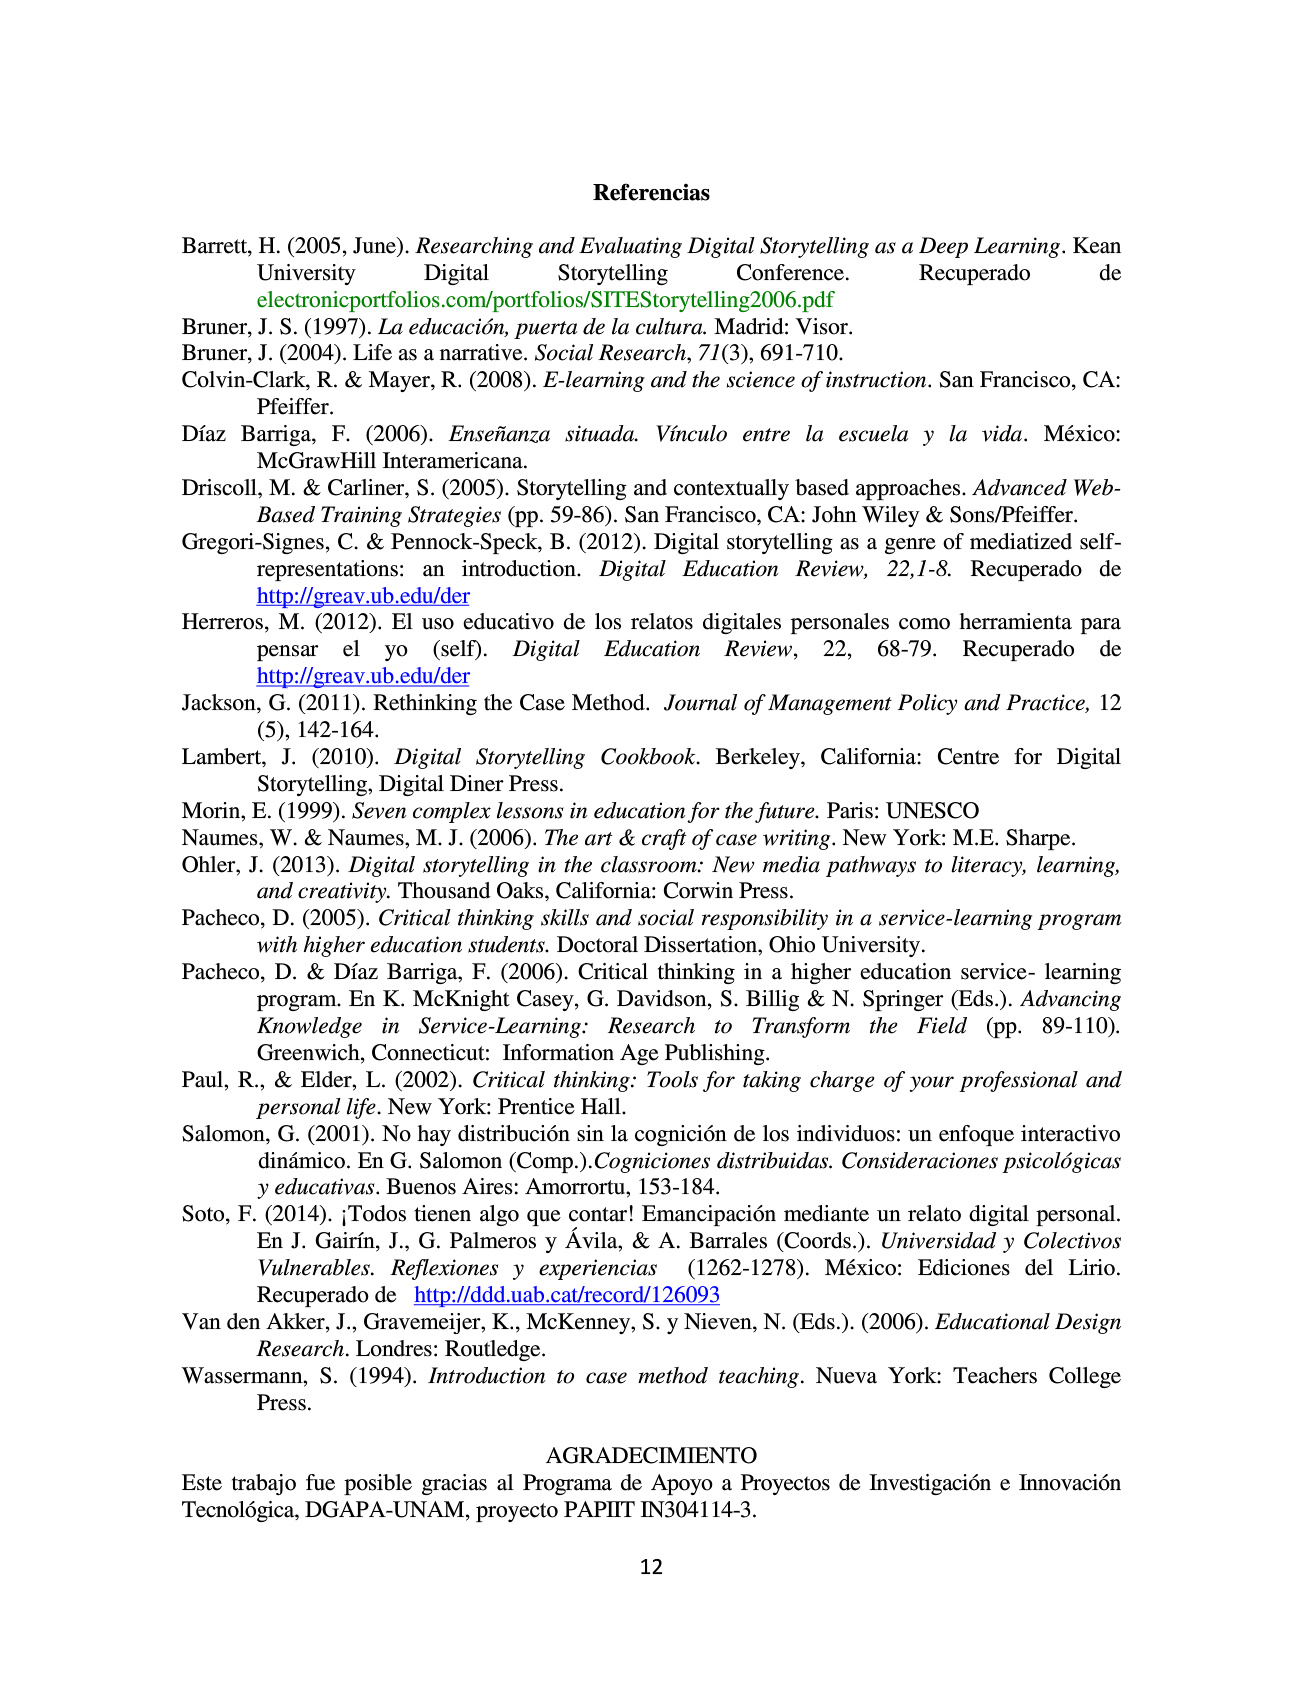 Referencias
Barrett, H. (2005, June). Researching and Evaluating Digital Storytelling as a Deep Learning. Kean
University Digital Storytelling Conference. Recuperado de
electronicportfolios.com/portfolios/SITEStorytelling2006.pdf
Bruner, J. S. (1997). La educación, puerta de la cultura. Madrid: Visor.
Bruner, J. (2004). Life as a narrative. Social Research, 71(3), 691-710.
Colvin-Clark, R. & Mayer, R. (2008). E-learning and the science of instruction. San Francisco, CA:
Pfeiffer.
Díaz Barriga, F. (2006). Enseñanza situada. Vínculo entre la escuela y la vida. México:
McGrawHill Interamericana.
Driscoll, M. & Carliner, S. (2005). Storytelling and contextually based approaches. Advanced Web-
Based Training Strategies (pp. 59-86). San Francisco, CA: John Wiley & Sons/Pfeiffer.
Gregori-Signes, C. & Pennock-Speck, B. (2012). Digital storytelling as a genre of mediatized self-
representations: an introduction. Digital Education Review, 22,1-8. Recuperado de
http://greav.ub.edu/der
Herreros, M. (2012). El uso educativo de los relatos digitales personales como herramienta para
pensar el yo (self). Digital Education Review, 22, 68-79. Recuperado de
http://greav.ub.edu/der
Jackson, G. (2011). Rethinking the Case Method. Journal of Management Policy and Practice, 12
(5), 142-164.
Lambert, J. (2010). Digital Storytelling Cookbook. Berkeley, California: Centre for Digital
Storytelling, Digital Diner Press.
Morin, E. (1999). Seven complex lessons in education for the future. Paris: UNESCO
Naumes, W. & Naumes, M. J. (2006). The art & craft of case writing. New York: M.E. Sharpe.
Ohler, J. (2013). Digital storytelling in the classroom: New media pathways to literacy, learning,
and creativity. Thousand Oaks, California: Corwin Press.
Pacheco, D. (2005). Critical thinking skills and social responsibility in a service-learning program
with higher education students. Doctoral Dissertation, Ohio University.
Pacheco, D. & Díaz Barriga, F. (2006). Critical thinking in a higher education service- learning
program. En K. McKnight Casey, G. Davidson, S. Billig & N. Springer (Eds.). Advancing
Knowledge in Service-Learning: Research to Transform the Field (pp. 89-110).
Greenwich, Connecticut: Information Age Publishing.
Paul, R., & Elder, L. (2002). Critical thinking: Tools for taking charge of your professional and
personal life. New York: Prentice Hall.
Salomon, G. (2001). No hay distribución sin la cognición de los individuos: un enfoque interactivo
dinámico. En G. Salomon (Comp.).Cogniciones distribuidas. Consideraciones psicológicas
y educativas. Buenos Aires: Amorrortu, 153-184.
Soto, F. (2014). ¡Todos tienen algo que contar! Emancipación mediante un relato digital personal.
En J. Gairín, J., G. Palmeros y Ávila, & A. Barrales (Coords.). Universidad y Colectivos
Vulnerables. Reflexiones y experiencias (1262-1278). México: Ediciones del Lirio.
Recuperado de http://ddd.uab.cat/record/126093
Van den Akker, J., Gravemeijer, K., McKenney, S. y Nieven, N. (Eds.). (2006). Educational Design
Research. Londres: Routledge.
Wassermann, S. (1994). Introduction to case method teaching. Nueva York: Teachers College
Press.
AGRADECIMIENTO
Este trabajo fue posible gracias al Programa de Apoyo a Proyectos de Investigación e Innovación
Tecnológica, DGAPA-UNAM, proyecto PAPIIT IN304114-3.
12